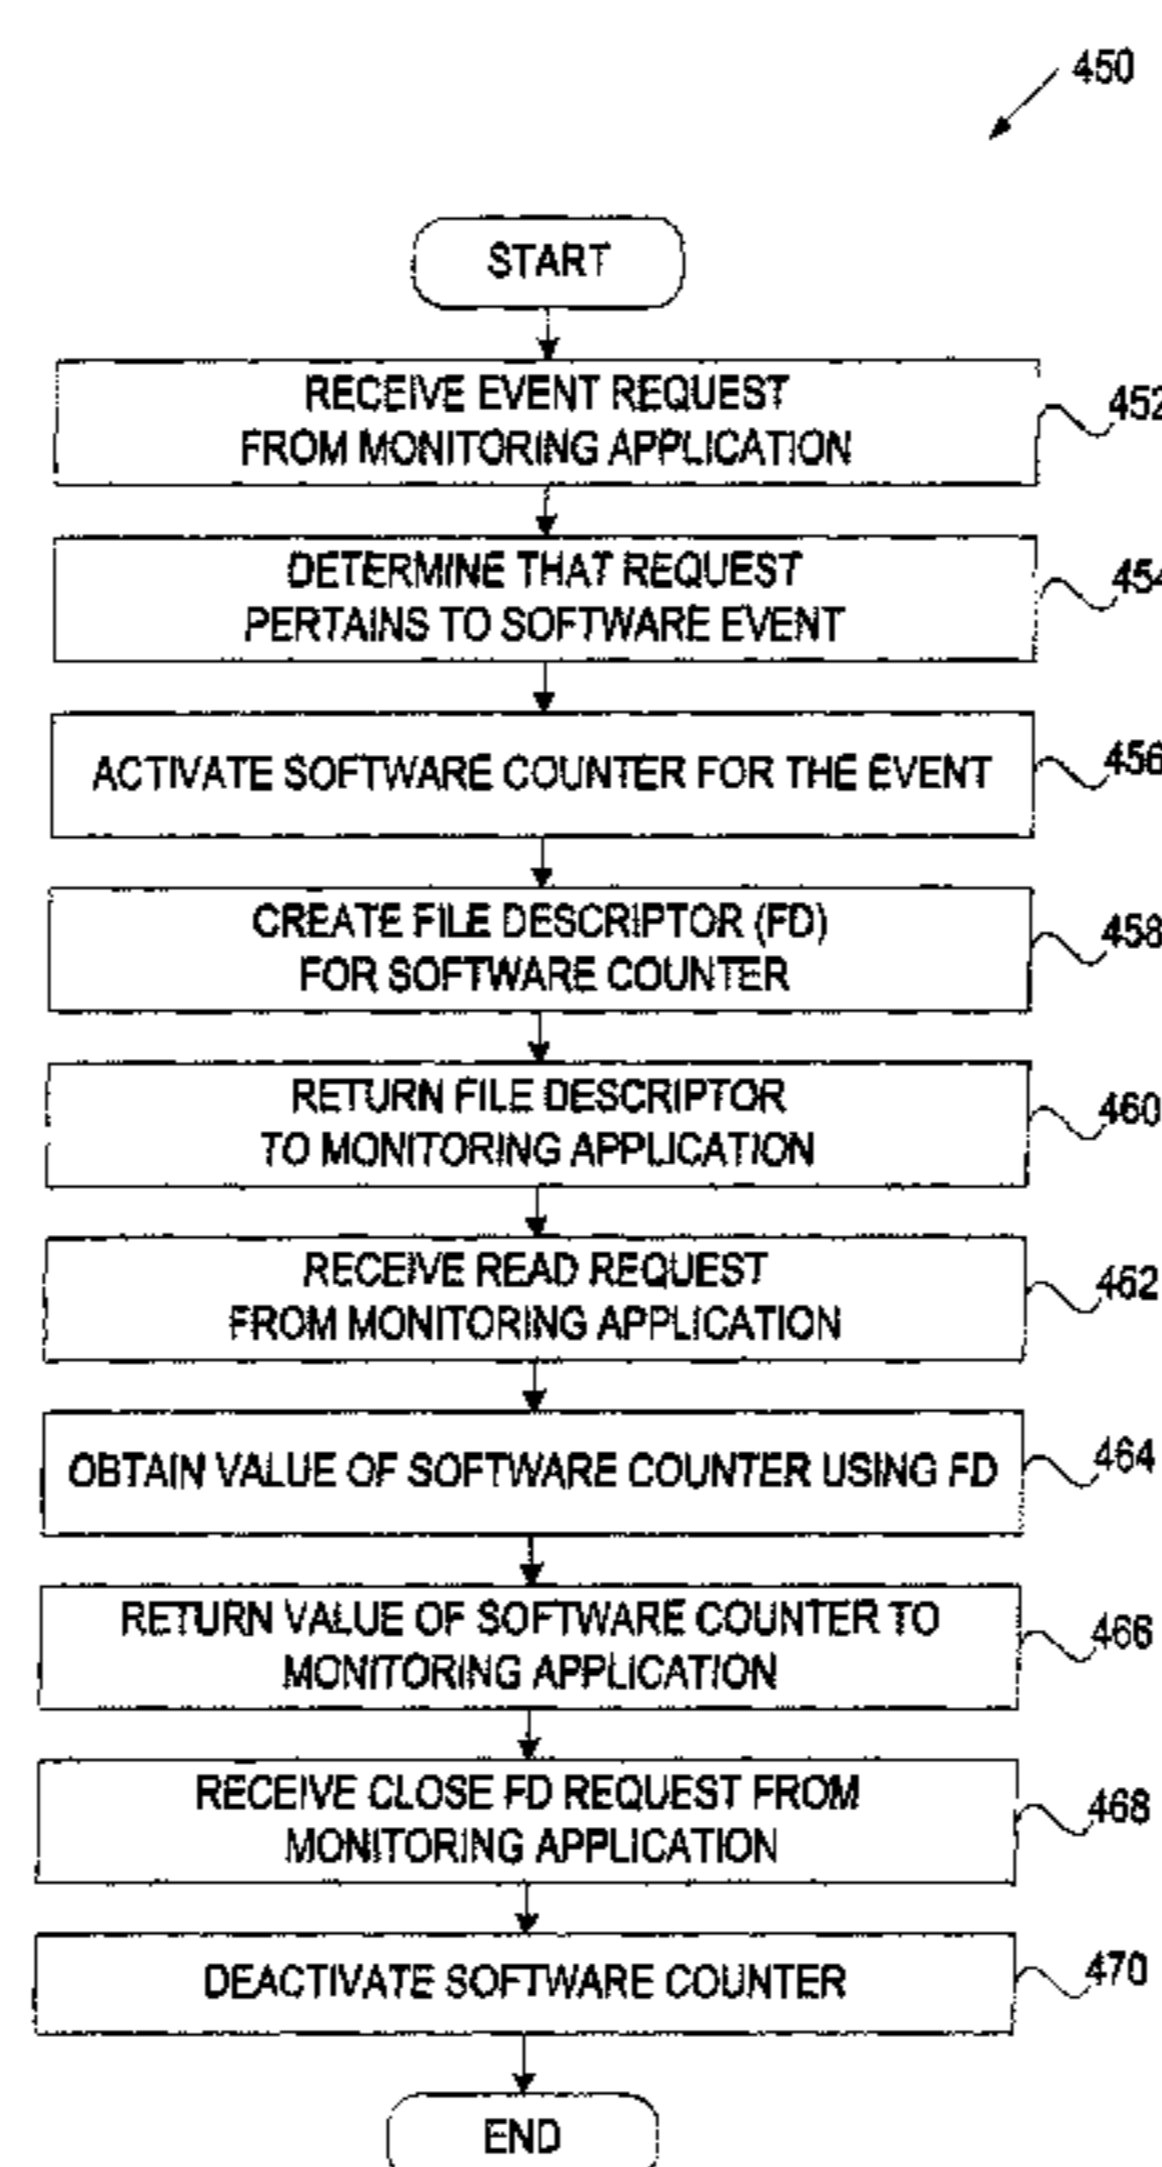 450
START
RECEIVE EVENT REQUEST
FROM MONITORING APPLICATION
452
DETERMINE THAT REQUEST
PERTAINS TO SOFTWARE EVENT
454
ACTIVATE SOFTWARE COUNTER FOR THE EVENT
456
CREATE FILE DESCRIPTOR (FD)
FOR SOFTWARE COUNTER
458
RETURN FILE DESCRIPTOR
TO MONITORING APPLICATION
460
RECEIVE READ REQUEST
FROM MONITORING APPLICATION
462
OBTAIN VALUE OF SOFTWARE COUNTER USING FD
464
RETURN VALUE OF SOFTWARE COUNTER TO
MONITORING APPLICATION
466
RECEIVE CLOSE FD REQUEST FROM
MONITORING APPLICATION
468
DEACTIVATE SOFTWARE COUNTER
470
END